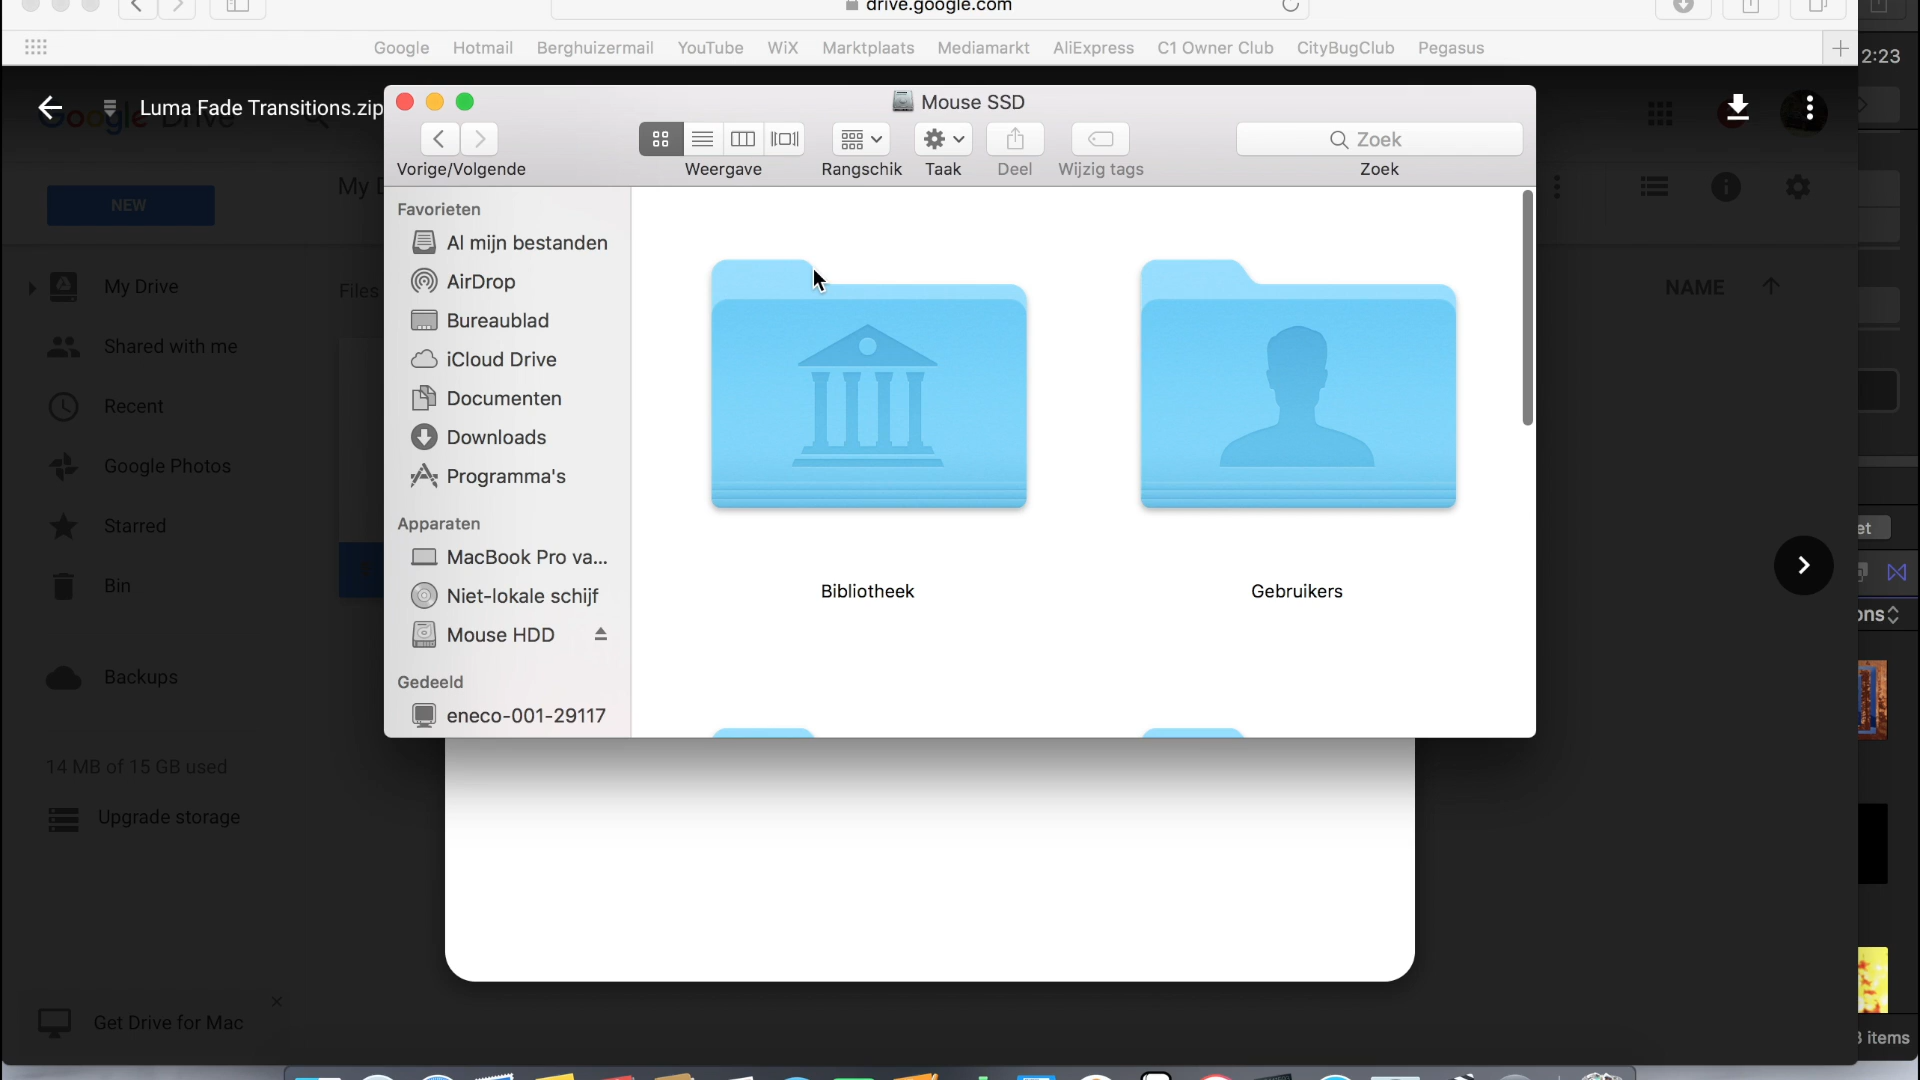 drive.google.com
Google Hotmail Berghuizermail YouTube WiX Marktplaats Mediamarkt AliExpress C1 Owner Club CityBugClub Pegasus
2:23
Luma Fade Transitions.zip
Google Drive
NEW
My Drive
Shared with me
Recent
Google Photos
Starred
Bin
Backups
14 MB of 15 GB used
Upgrade storage
Get Drive for Mac
Files
NAME
Mouse SSD
Zoek
Vorige/Volgende Weergave Rangschik Taak Deel Wijzig tags Zoek
Favorieten
Al mijn bestanden
AirDrop
Bureaublad
iCloud Drive
Documenten
Downloads
Programma's
Apparaten
MacBook Pro va...
Niet-lokale schijf
Mouse HDD
Gedeeld
eneco-001-29117
Bibliotheek
Gebruikers
items